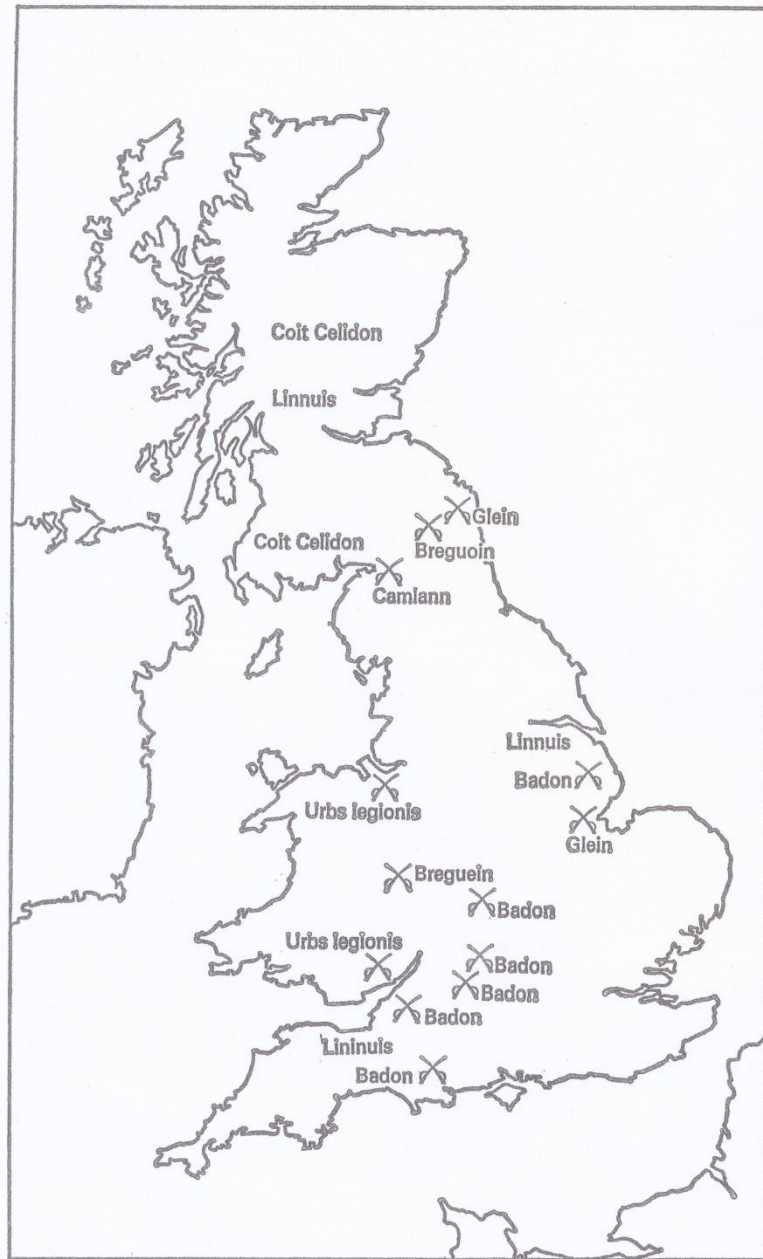 Coit Celidon
Linnuis
Glein
Breguoin
Coit Celidon
Camlann
Linnuis
Badon
Urbs legionis
Glein
Breguein
Badon
Urbs legionis
Badon
Badon
Badon
Lininuis
Badon